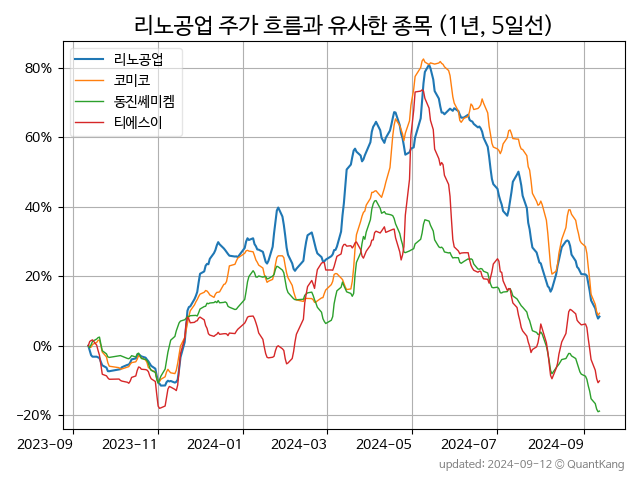 리노공업 주가 흐름과 유사한 종목 (1년, 5일선)
리노공업
코미코
동진쎄미켐
티에스이
80%
60%
40%
20%
0%
−20%
2023-09
2023-11
2024-01
2024-03
2024-05
2024-07
2024-09
updated: 2024-09-12 © QuantKang